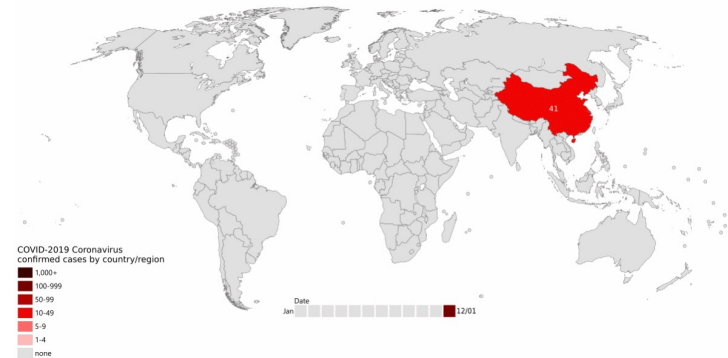 41
COVID-2019 Coronavirus
confirmed cases by country/region
1,000+
100-999
50-99
10-49
5-9
1-4
none
Date
Jan 12/01